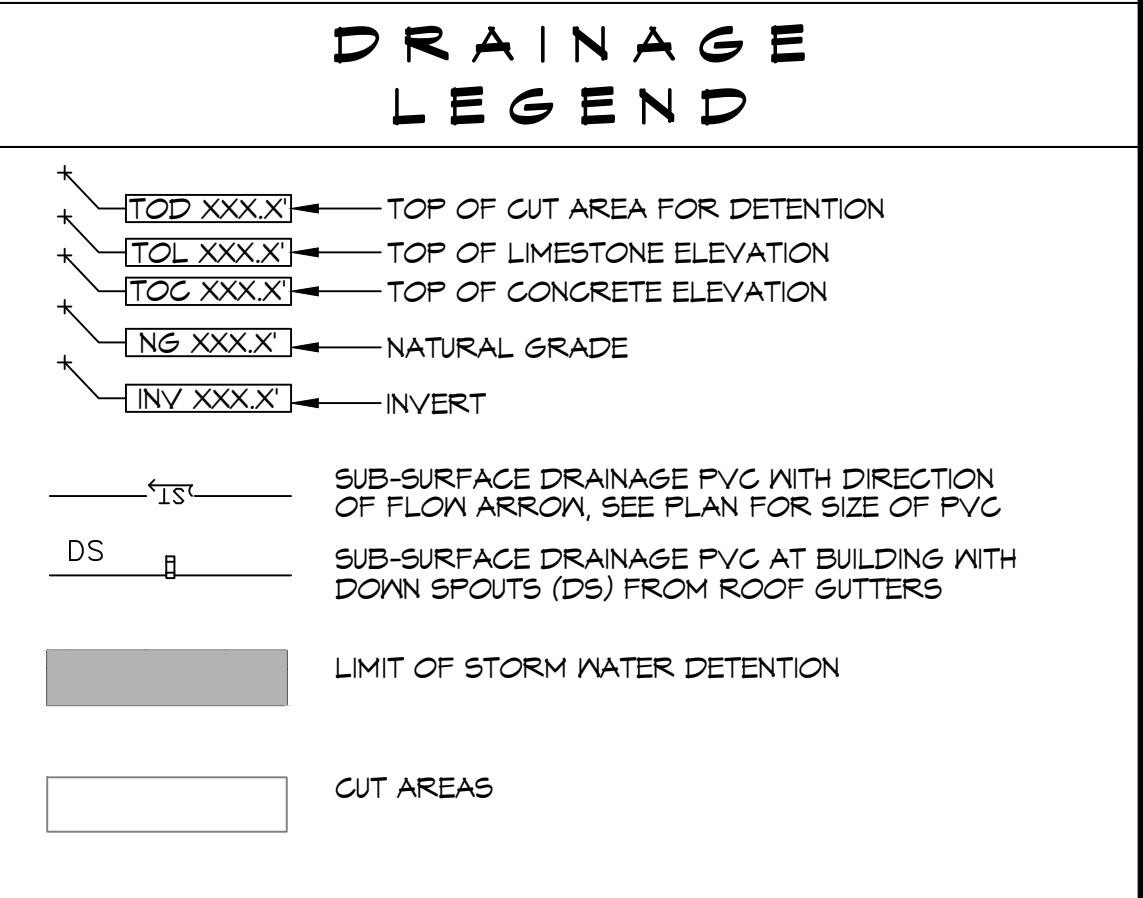 DRAINAGE
LEGEND
TOD XXX.X' TOP OF CUT AREA FOR DETENTION
TOL XXX.X' TOP OF LIMESTONE ELEVATION
TOC XXX.X' TOP OF CONCRETE ELEVATION
NG XXX.X' NATURAL GRADE
INV XXX.X' INVERT
ST
SUB-SURFACE DRAINAGE PVC WITH DIRECTION
OF FLOW ARROW, SEE PLAN FOR SIZE OF PVC
DS
SUB-SURFACE DRAINAGE PVC AT BUILDING WITH
DOWN SPOUTS (DS) FROM ROOF GUTTERS
LIMIT OF STORM WATER DETENTION
CUT AREAS